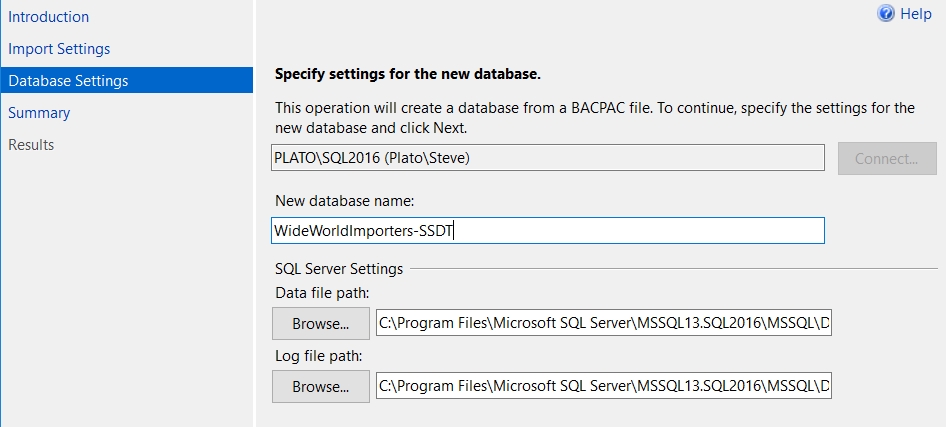 Introduction
Import Settings
Database Settings
Summary
Results
Help
Specify settings for the new database.
This operation will create a database from a BACPAC file. To continue, specify the settings for the
new database and click Next.
PLATO\SQL2016 (Plato\Steve)
Connect...
New database name:
WideWorldImporters-SSDT
SQL Server Settings
Data file path:
Browse...
C:\Program Files\Microsoft SQL Server\MSSQL13.SQL2016\MSSQL\D
Log file path:
Browse...
C:\Program Files\Microsoft SQL Server\MSSQL13.SQL2016\MSSQL\D